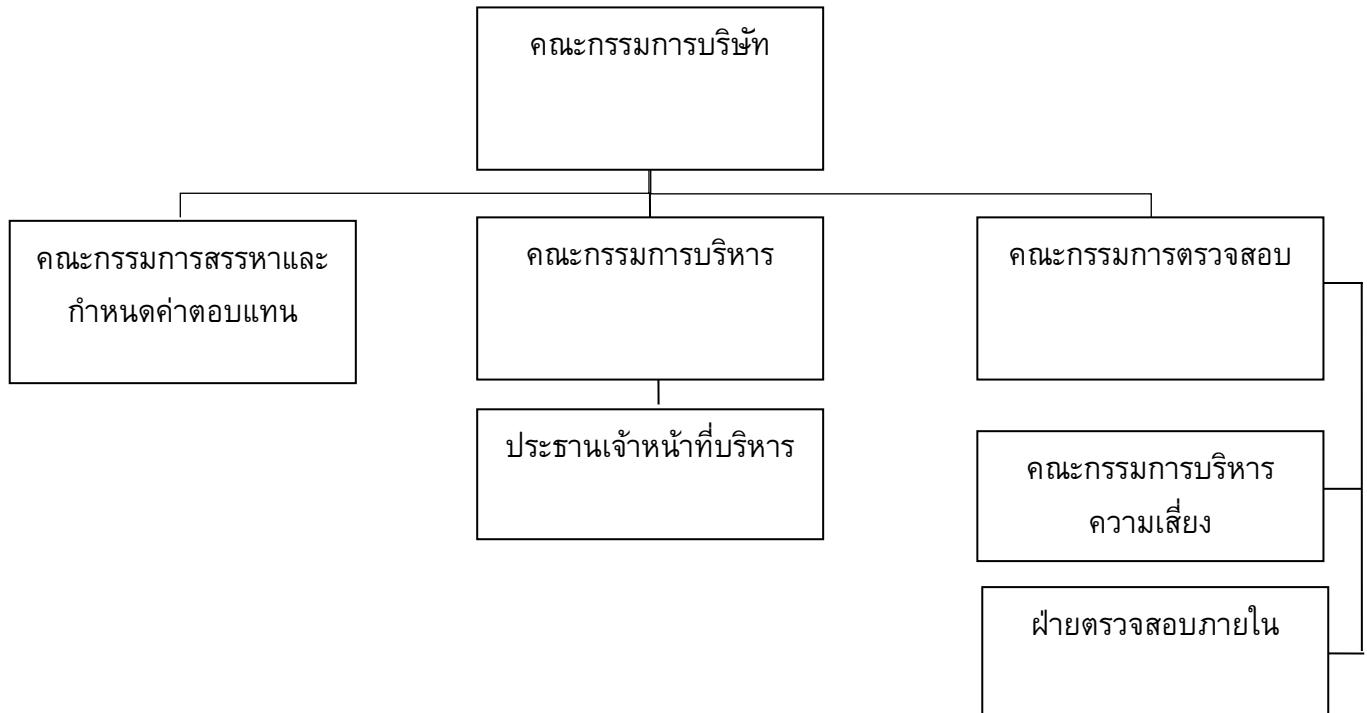 คณะกรรมการบริษัท
คณะกรรมการสรรหาและ
กำหนดค่าตอบแทน
คณะกรรมการบริหาร
คณะกรรมการตรวจสอบ
ประธานเจ้าหน้าที่บริหาร
คณะกรรมการบริหาร
ความเสี่ยง
ฝ่ายตรวจสอบภายใน